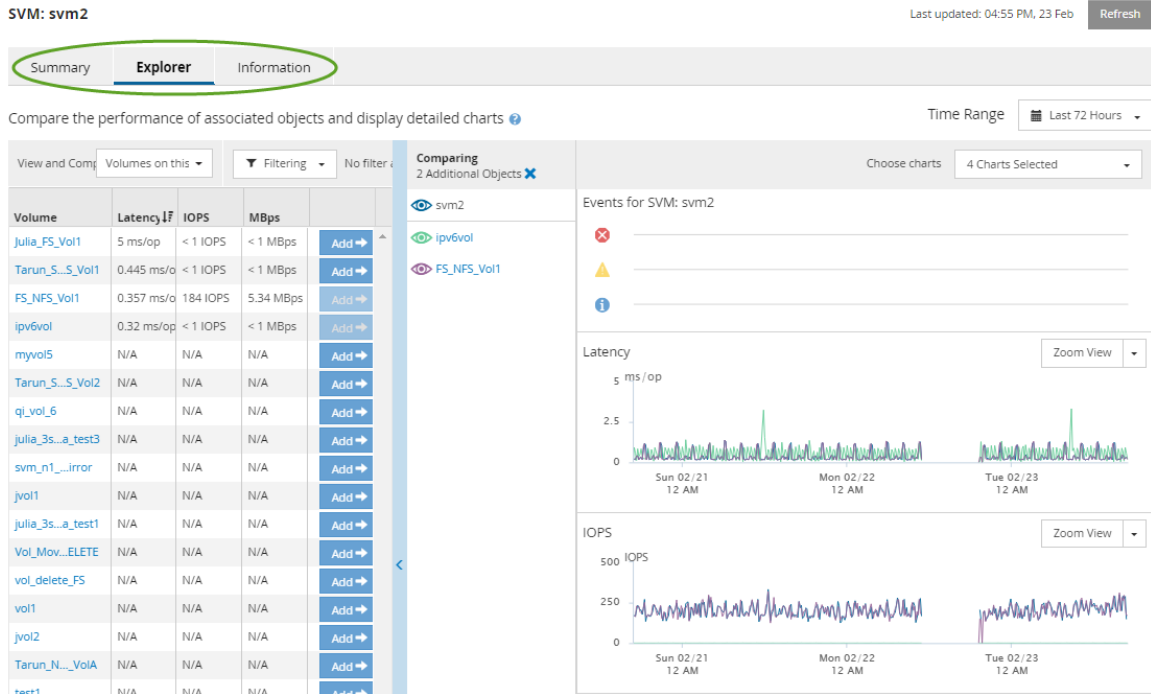 SVM: svm2
Last updated: 04:55 PM, 23 Feb Refresh
Summary Explorer Information
Compare the performance of associated objects and display detailed charts ?
Time Range Last 72 Hours
View and Comp Volumes on this Filtering No filter
Comparing
2 Additional Objects
Choose charts 4 Charts Selected
Volume Latency IOPS MBps
Julia_FS_Vol1 5 ms/op < 1 IOPS < 1 MBps Add
Tarun_S...S_Vol1 0.445 ms/o < 1 IOPS < 1 MBps Add
FS_NFS_Vol1 0.357 ms/o 184 IOPS 5.34 MBps Add
ipv6vol 0.32 ms/op < 1 IOPS < 1 MBps Add
myvol5 N/A N/A N/A Add
Tarun_S...S_Vol2 N/A N/A N/A Add
qi_vol_6 N/A N/A N/A Add
julia_3s...a_test3 N/A N/A N/A Add
svm_n1_...irror N/A N/A N/A Add
jvol1 N/A N/A N/A Add
julia_3s...a_test1 N/A N/A N/A Add
Vol_Mov...ELETE N/A N/A N/A Add
vol_delete_FS N/A N/A N/A Add
vol1 N/A N/A N/A Add
jvol2 N/A N/A N/A Add
Tarun_N..._VolA N/A N/A N/A Add
test1 N/A N/A N/A Add
svm2
ipv6vol
FS_NFS_Vol1
Events for SVM: svm2
Latency Zoom View
5 ms/op
2.5
0
Sun 02/21 Mon 02/22 Tue 02/23
12 AM 12 AM 12 AM
IOPS Zoom View
500 IOPS
250
0
Sun 02/21 Mon 02/22 Tue 02/23
12 AM 12 AM 12 AM